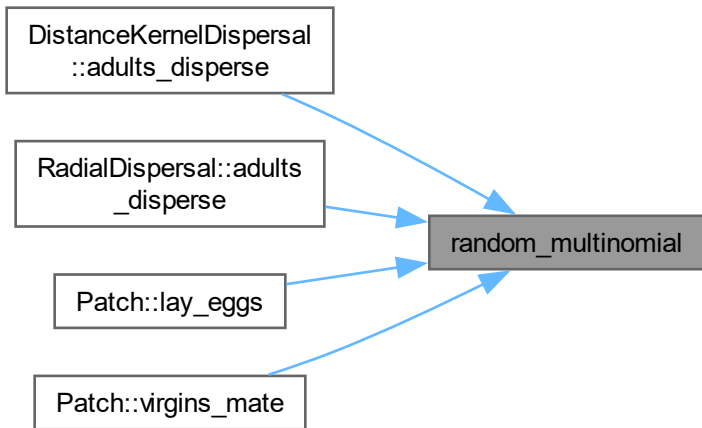 DistanceKernelDispersal
::adults_disperse
RadialDispersal::adults
_disperse
random_multinomial
Patch::lay_eggs
Patch::virgins_mate